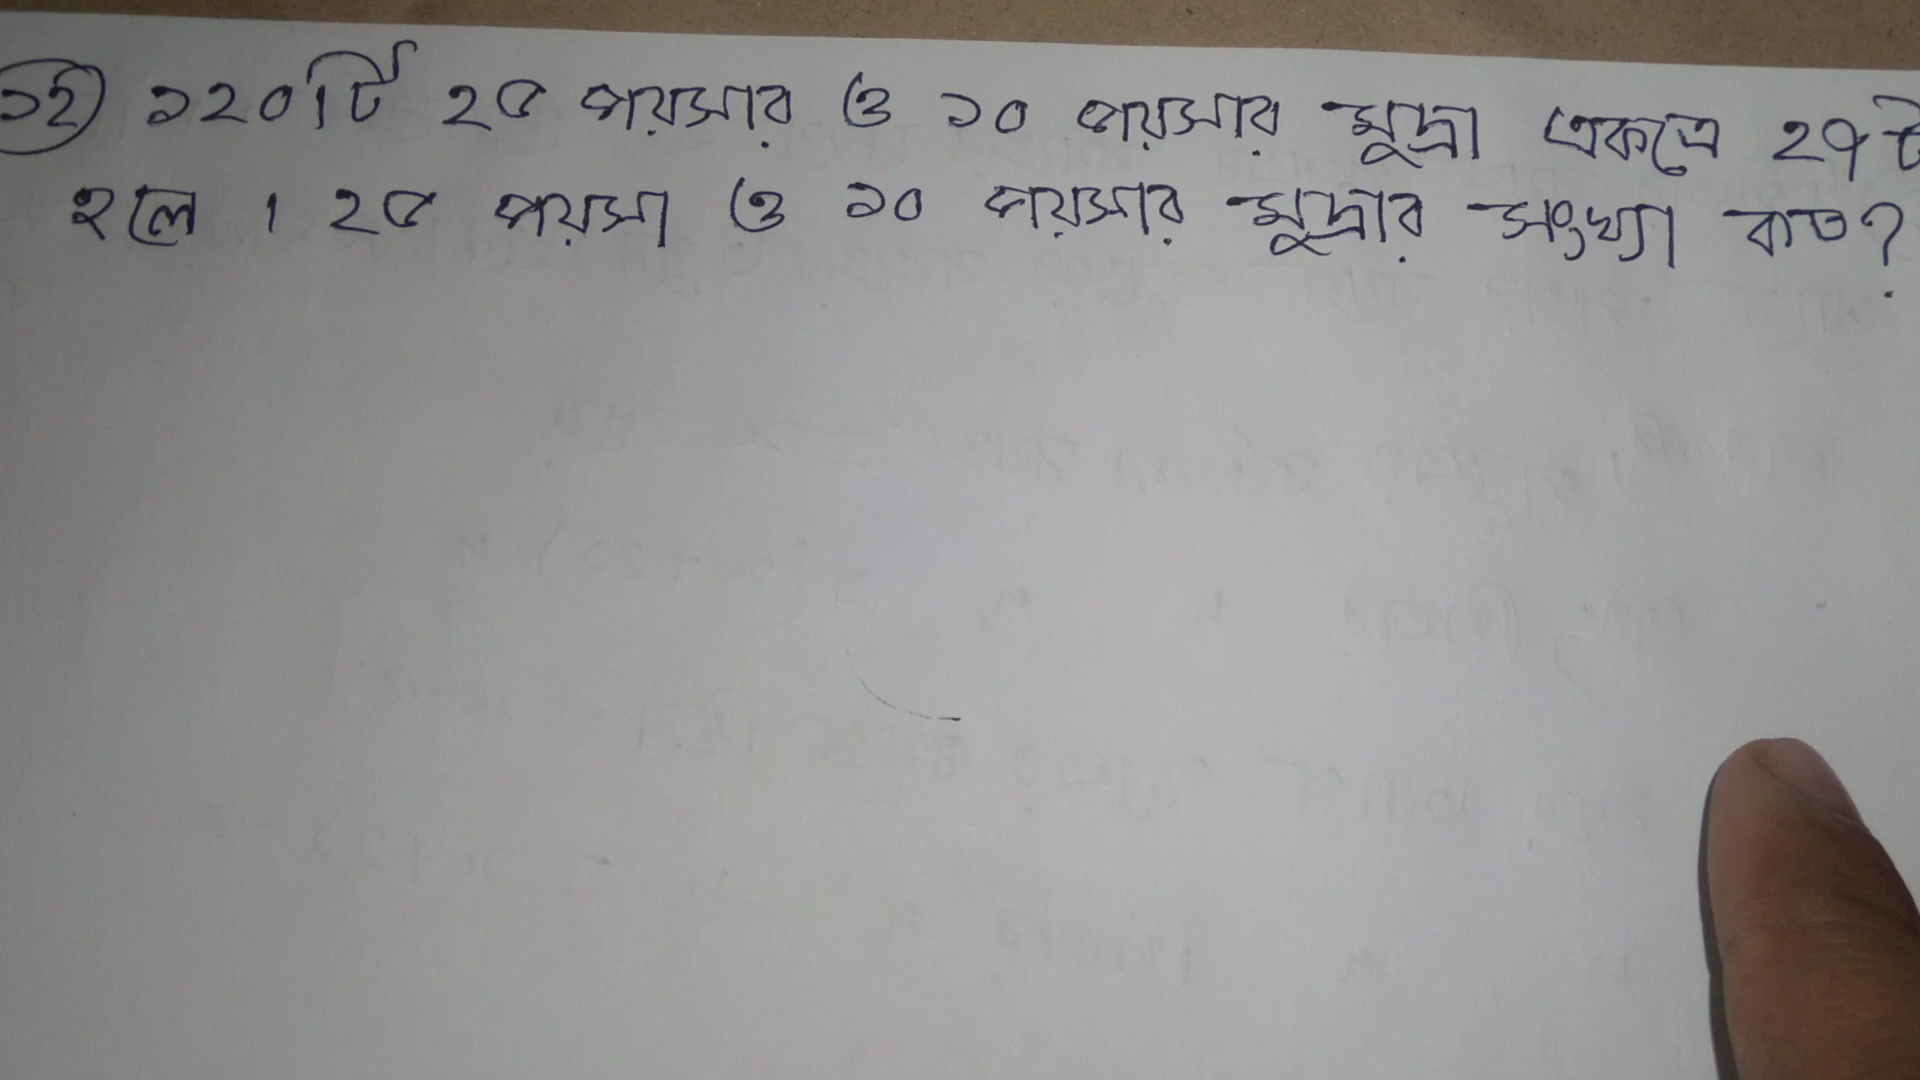 ১২) ১২০টি ২৫ পয়সার ও ১০ পয়সার মুদ্রা একত্রে ২৭ ট
হলে । ২৫ পয়সা ও ১০ পয়সার মুদ্রার সংখ্যা কত?